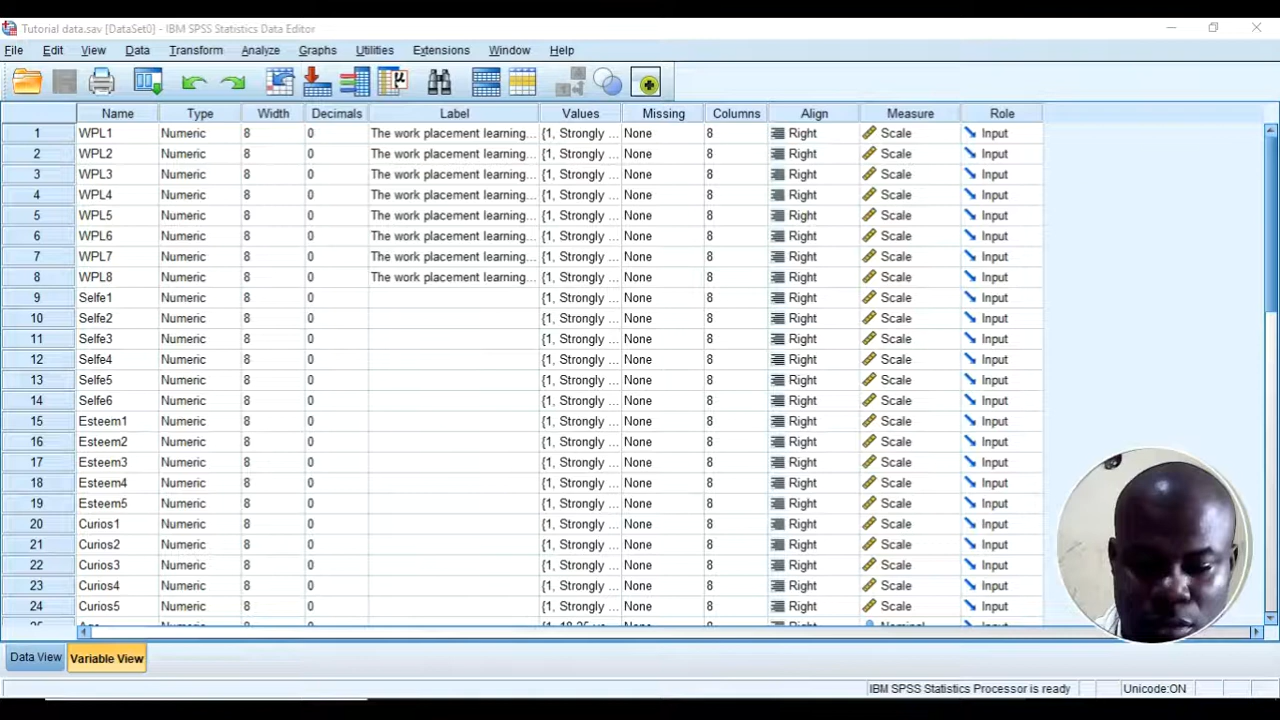 Tutorial data.sav [DataSet0] - IBM SPSS Statistics Data Editor
File Edit View Data Transform Analyze Graphs Utilities Extensions Window Help
Name Type Width Decimals Label Values Missing Columns Align Measure Role
1 WPL1 Numeric 8 0 The work placement learning... {1, Strongly ... None 8 Right Scale Input
2 WPL2 Numeric 8 0 The work placement learning... {1, Strongly ... None 8 Right Scale Input
3 WPL3 Numeric 8 0 The work placement learning... {1, Strongly ... None 8 Right Scale Input
4 WPL4 Numeric 8 0 The work placement learning... {1, Strongly ... None 8 Right Scale Input
5 WPL5 Numeric 8 0 The work placement learning... {1, Strongly ... None 8 Right Scale Input
6 WPL6 Numeric 8 0 The work placement learning... {1, Strongly ... None 8 Right Scale Input
7 WPL7 Numeric 8 0 The work placement learning... {1, Strongly ... None 8 Right Scale Input
8 WPL8 Numeric 8 0 The work placement learning... {1, Strongly ... None 8 Right Scale Input
9 Selfe1 Numeric 8 0 {1, Strongly ... None 8 Right Scale Input
10 Selfe2 Numeric 8 0 {1, Strongly ... None 8 Right Scale Input
11 Selfe3 Numeric 8 0 {1, Strongly ... None 8 Right Scale Input
12 Selfe4 Numeric 8 0 {1, Strongly ... None 8 Right Scale Input
13 Selfe5 Numeric 8 0 {1, Strongly ... None 8 Right Scale Input
14 Selfe6 Numeric 8 0 {1, Strongly ... None 8 Right Scale Input
15 Esteem1 Numeric 8 0 {1, Strongly ... None 8 Right Scale Input
16 Esteem2 Numeric 8 0 {1, Strongly ... None 8 Right Scale Input
17 Esteem3 Numeric 8 0 {1, Strongly ... None 8 Right Scale Input
18 Esteem4 Numeric 8 0 {1, Strongly ... None 8 Right Scale Input
19 Esteem5 Numeric 8 0 {1, Strongly ... None 8 Right Scale Input
20 Curios1 Numeric 8 0 {1, Strongly ... None 8 Right Scale Input
21 Curios2 Numeric 8 0 {1, Strongly ... None 8 Right Scale Input
22 Curios3 Numeric 8 0 {1, Strongly ... None 8 Right Scale Input
23 Curios4 Numeric 8 0 {1, Strongly ... None 8 Right Scale Input
24 Curios5 Numeric 8 0 {1, Strongly ... None 8 Right Scale Input
Data View Variable View
IBM SPSS Statistics Processor is ready Unicode:ON